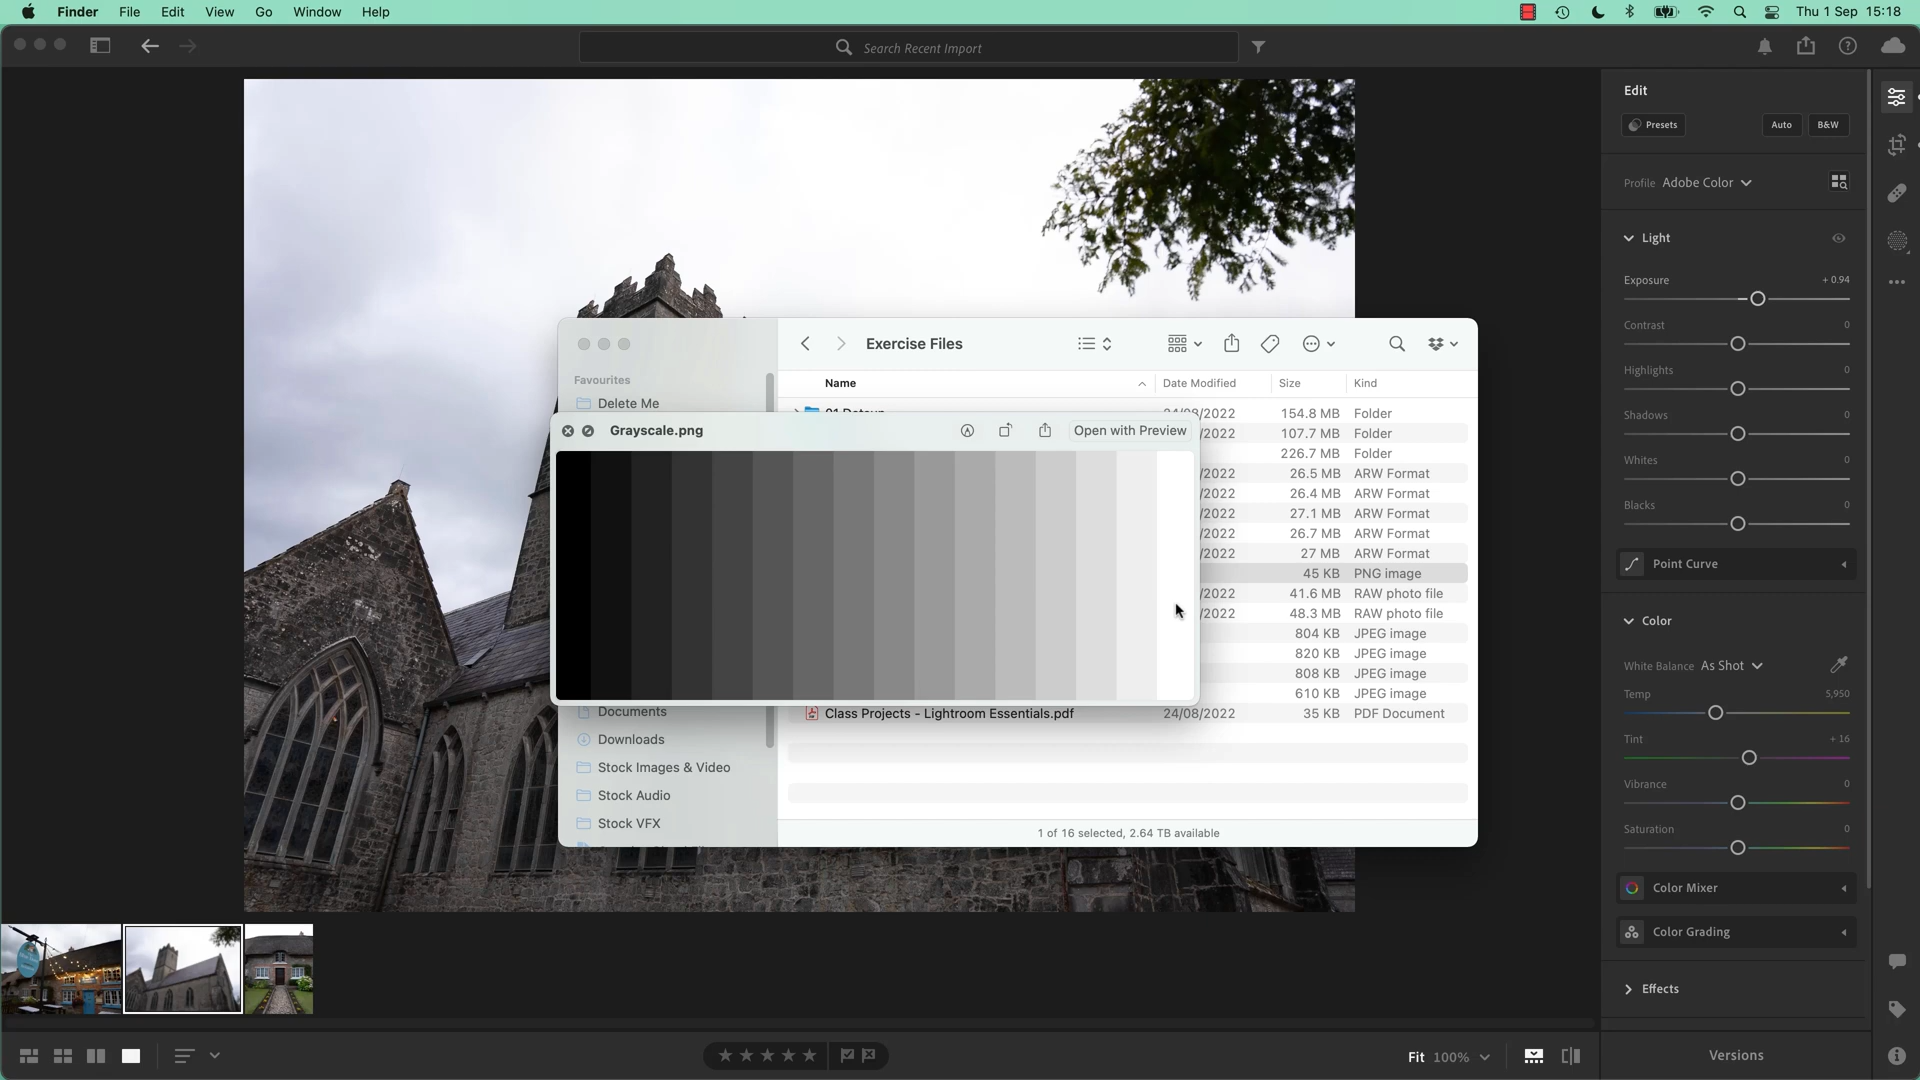 Finder File Edit View Go Window Help
Thu 1 Sep 15:18
Search Recent Import
Edit
Presets
Auto B&W
Profile Adobe Color
Light
Exposure + 0.94
Contrast 0
Highlights 0
Shadows 0
Whites 0
Blacks 0
Point Curve
Color
White Balance As Shot
Temp 5,950
Tint + 16
Vibrance 0
Saturation 0
Color Mixer
Color Grading
Effects
Versions
Exercise Files
Favourites
Delete Me
Documents
Downloads
Stock Images & Video
Stock Audio
Stock VFX
Name Date Modified Size Kind
154.8 MB Folder
/2022 107.7 MB Folder
226.7 MB Folder
/2022 26.5 MB ARW Format
/2022 26.4 MB ARW Format
/2022 27.1 MB ARW Format
/2022 26.7 MB ARW Format
/2022 27 MB ARW Format
45 KB PNG image
/2022 41.6 MB RAW photo file
/2022 48.3 MB RAW photo file
804 KB JPEG image
820 KB JPEG image
808 KB JPEG image
610 KB JPEG image
Class Projects - Lightroom Essentials.pdf 24/08/2022 35 KB PDF Document
1 of 16 selected, 2.64 TB available
Grayscale.png
Open with Preview
Fit 100%